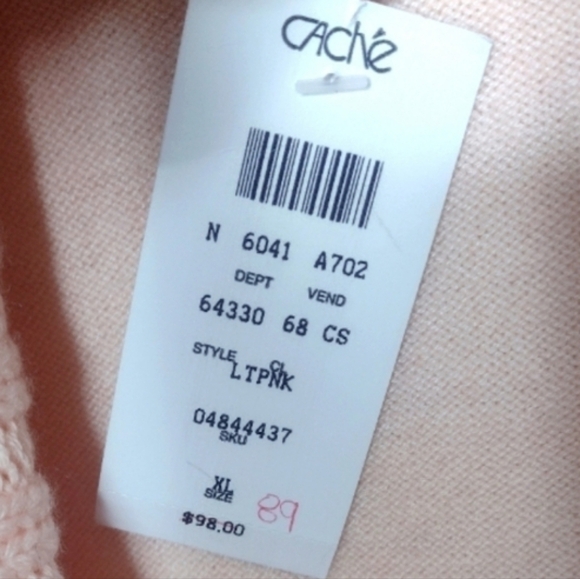 CAChé
N 6041 A702
DEPT VEND
64330 68 CS
STYLE CL
LTPNK
04844437
SKU
XL
SIZE
89
$98.00